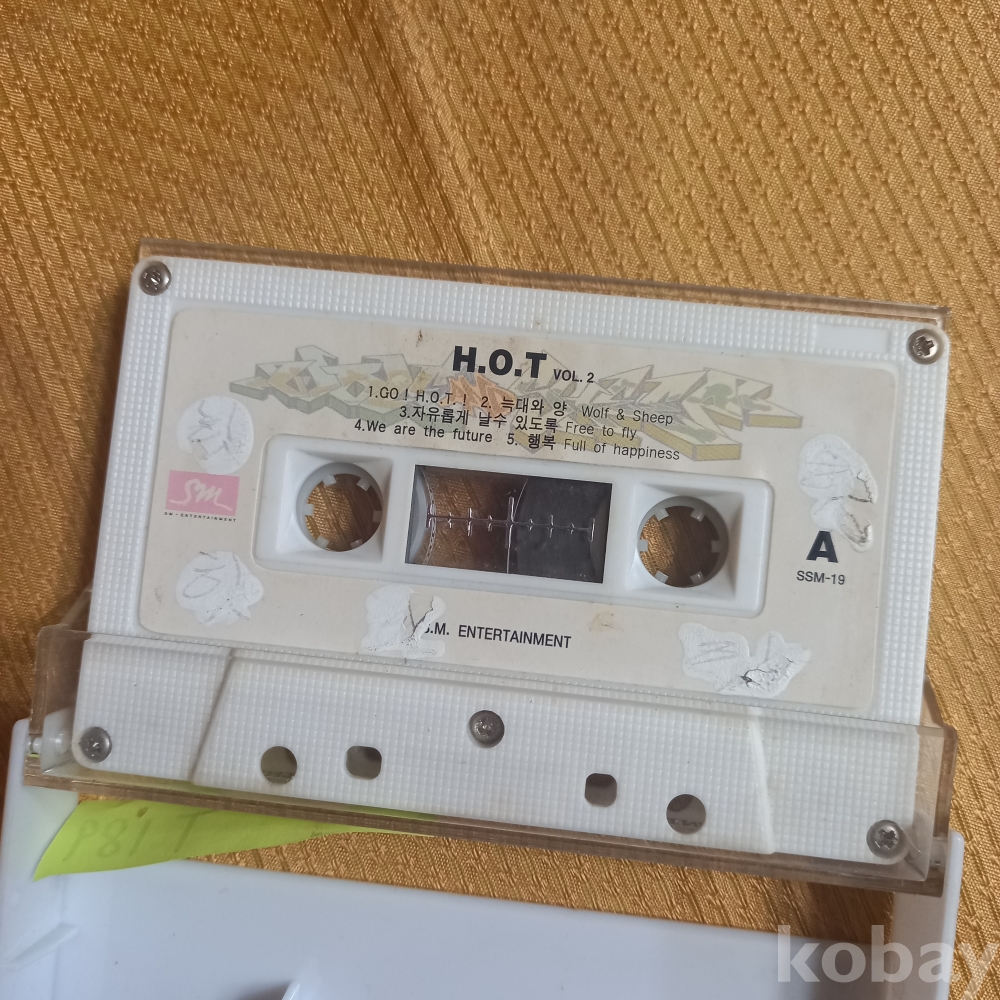 H.O.T VOL. 2
1.GO ! H.O.T. ! 2. 늑대와 양 Wolf & Sheep
3.자유롭게 날수 있도록 Free to fly
4.We are the future 5. 행복 Full of happiness
SM
SM-ENTERTAINMENT
A
SSM-19
S.M. ENTERTAINMENT
kobay